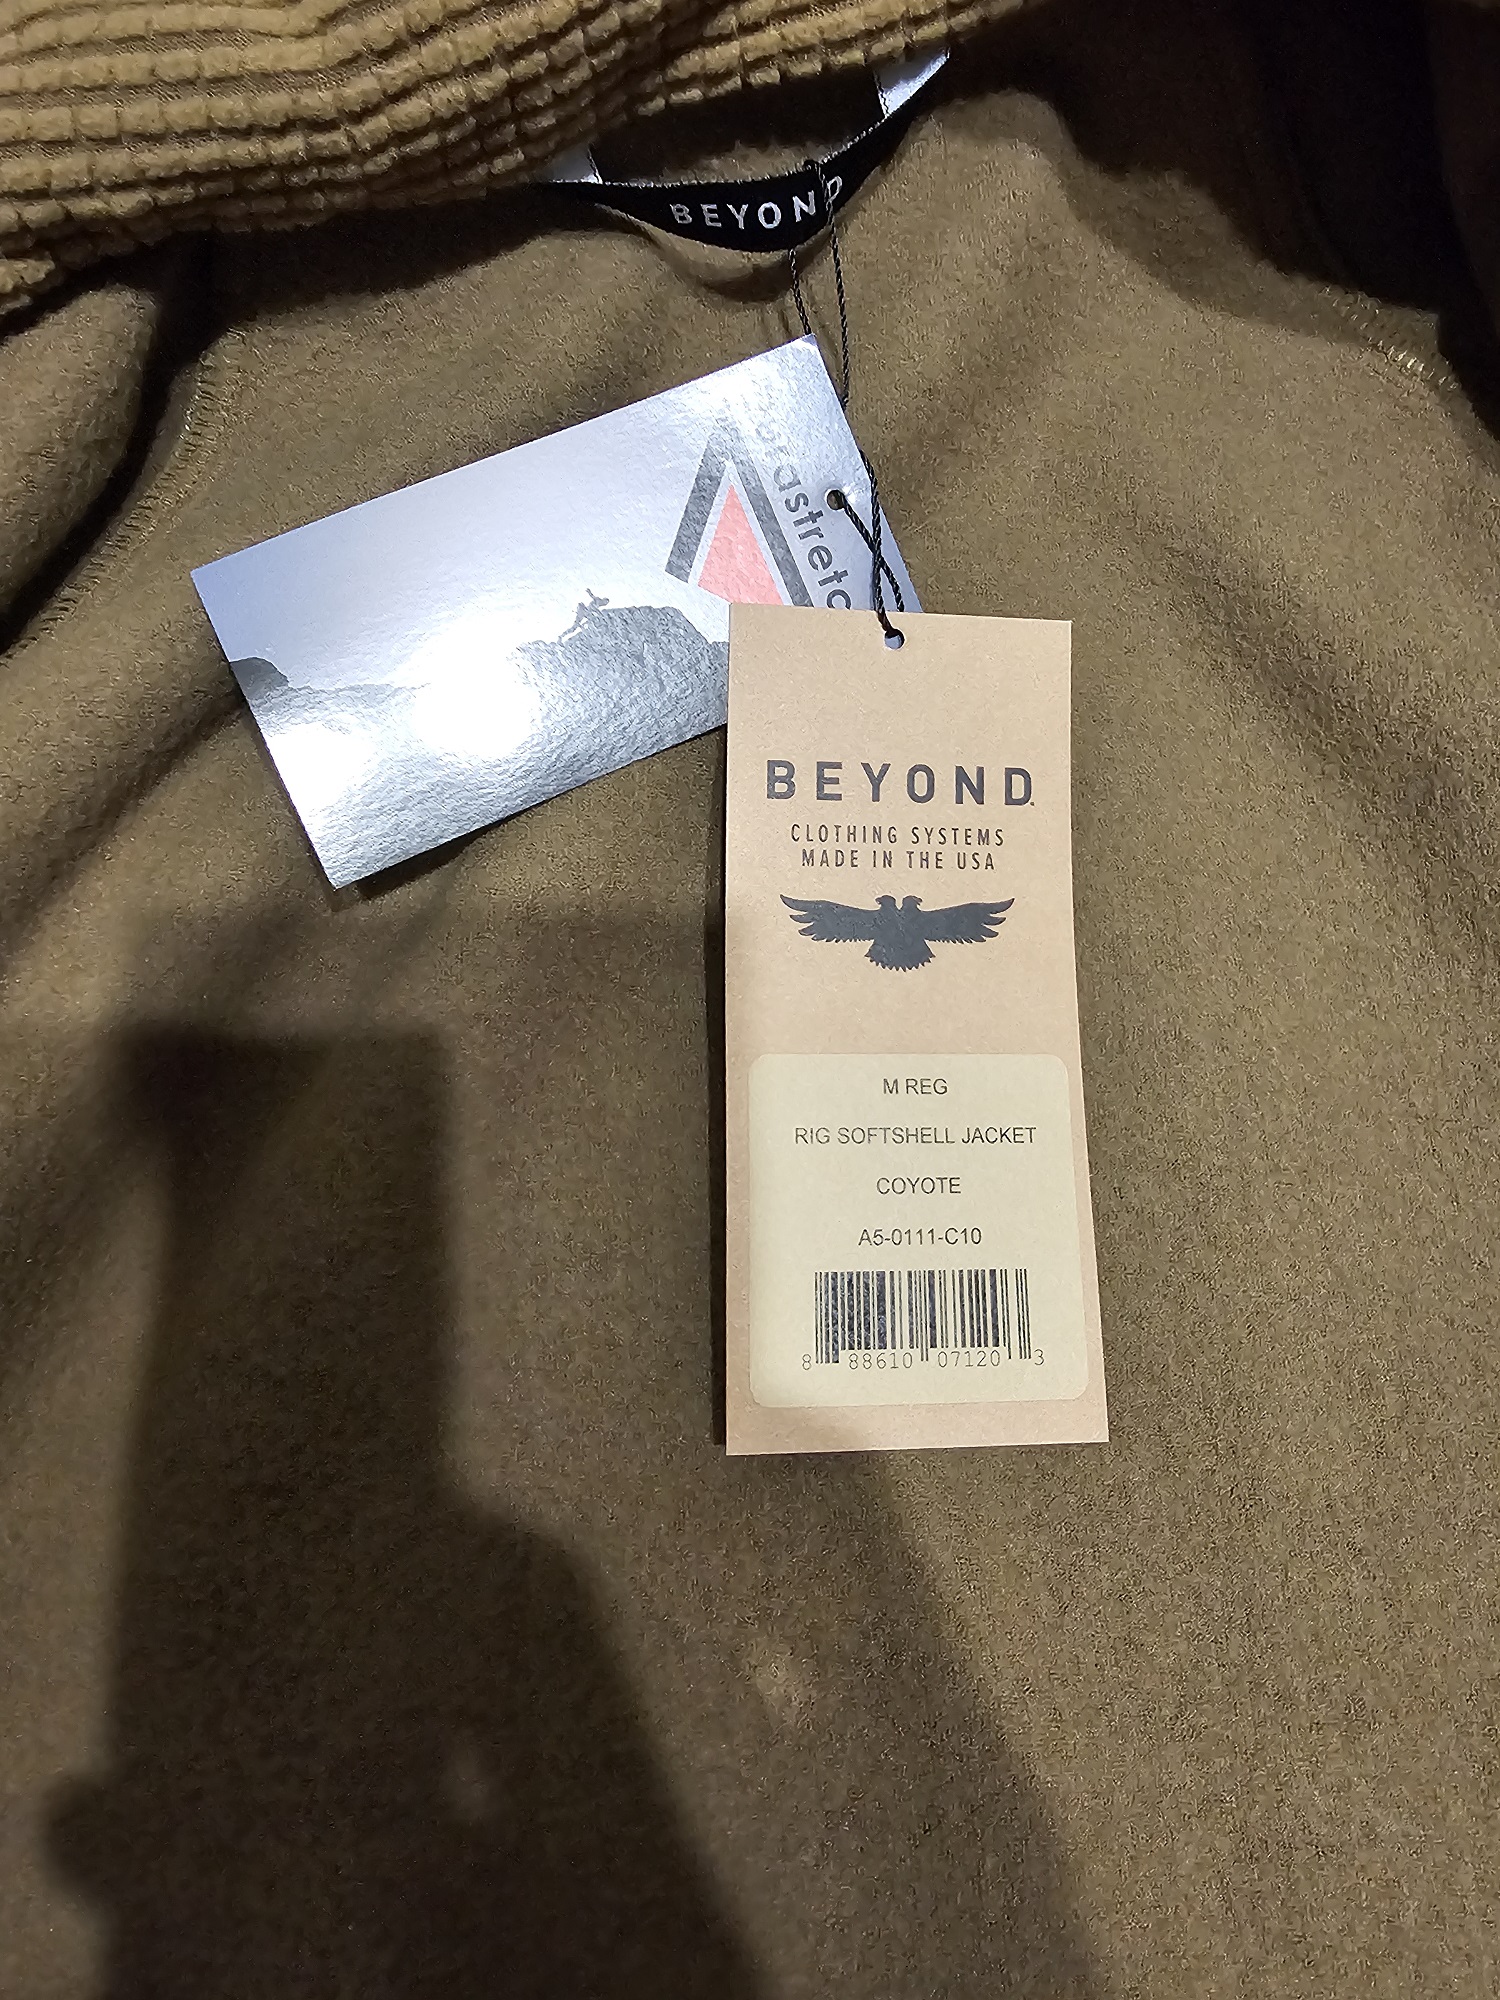 BEYOND
BEYOND
CLOTHING SYSTEMS
MADE IN THE USA
M REG
RIG SOFTSHELL JACKET
COYOTE
A5-0111-C10
8 88610 07120 3